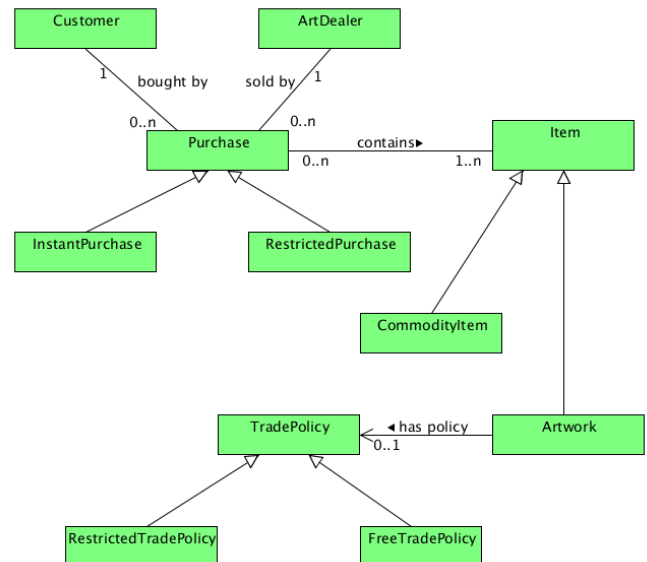 Customer
ArtDealer
1
bought by
sold by
1
0..n
0..n
Purchase
contains▸
Item
0..n
1..n
InstantPurchase
RestrictedPurchase
CommodityItem
TradePolicy
◂ has policy
Artwork
0..1
RestrictedTradePolicy
FreeTradePolicy